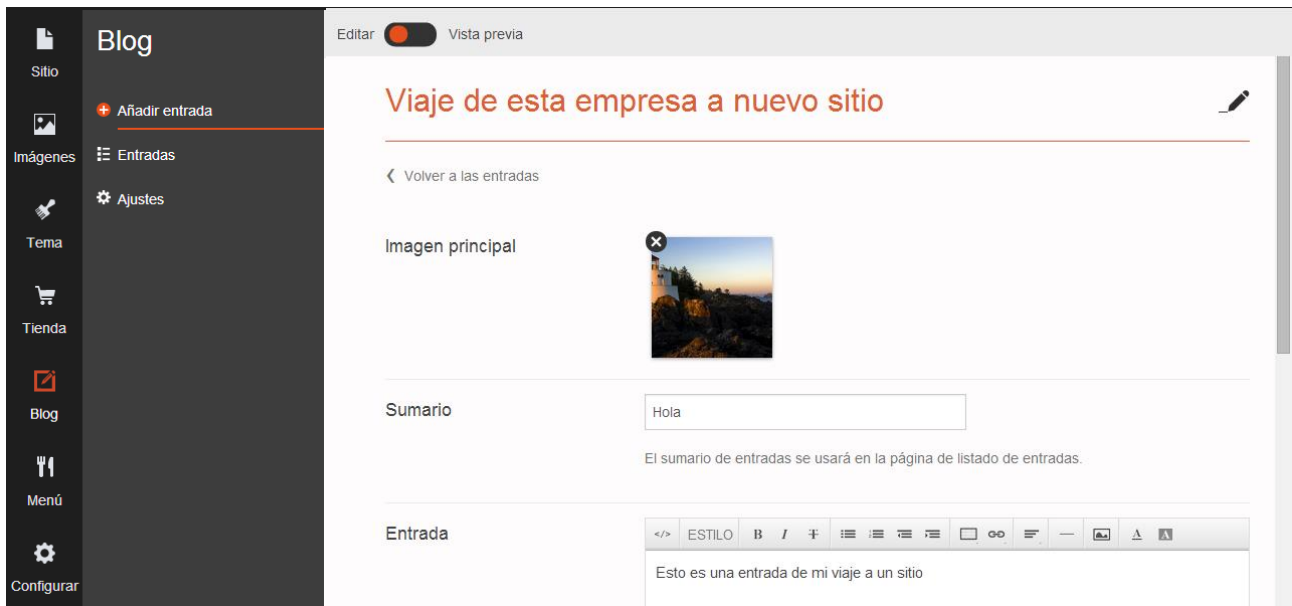 Sitio
Imágenes
Tema
Tienda
Blog
Menú
Configurar
Blog
Añadir entrada
Entradas
Ajustes
Editar Vista previa
Viaje de esta empresa a nuevo sitio
❮ Volver a las entradas
Imagen principal
Sumario
Hola
El sumario de entradas se usará en la página de listado de entradas.
Entrada
</> ESTILO B I T A A
Esto es una entrada de mi viaje a un sitio